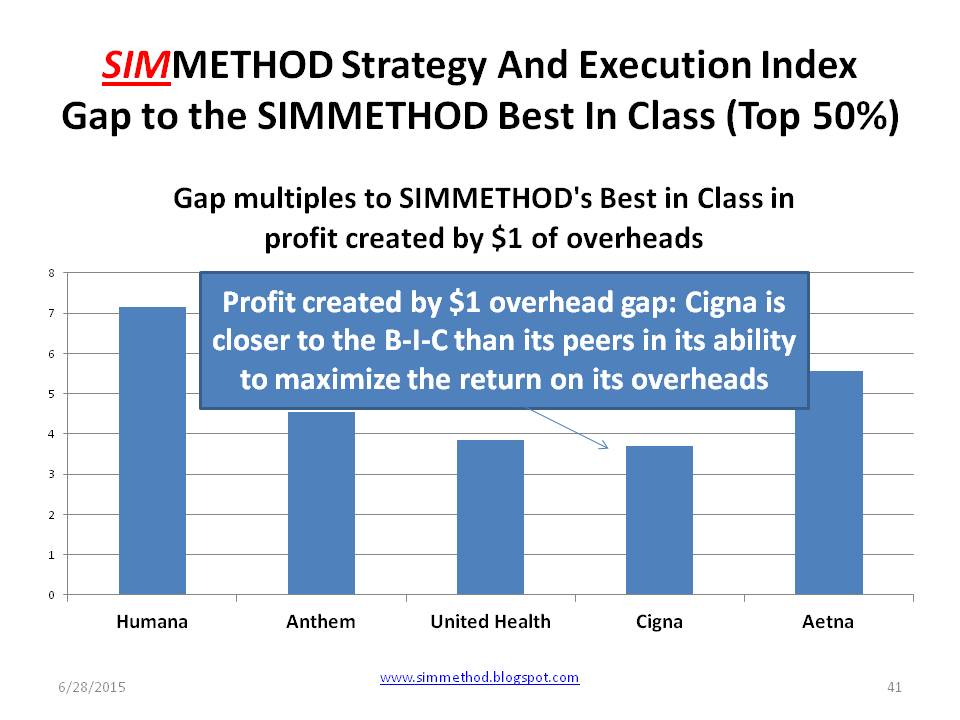 SIMMETHOD Strategy And Execution Index
Gap to the SIMMETHOD Best In Class (Top 50%)
Gap multiples to SIMMETHOD's Best in Class in
profit created by $1 of overheads
8
7
6
5
4
3
2
1
0
Profit created by $1 overhead gap: Cigna is
closer to the B-I-C than its peers in its ability
to maximize the return on its overheads
Humana
Anthem
United Health
Cigna
Aetna
6/28/2015
www.simmethod.blogspot.com
41